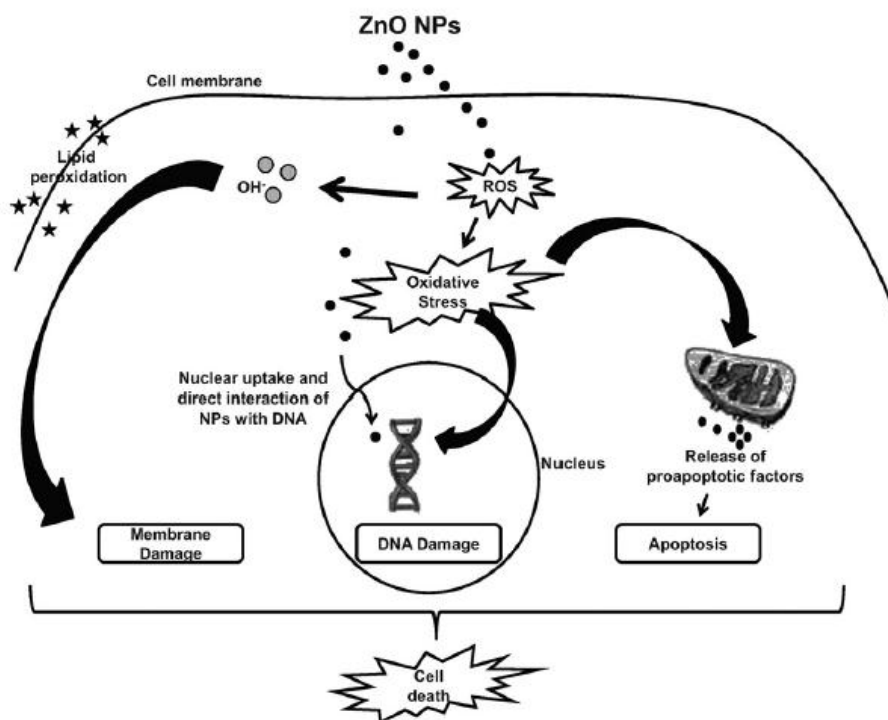 ZnO NPs
Cell membrane
Lipid
peroxidation
OH-
ROS
Oxidative
Stress
Nuclear uptake and
direct interaction of
NPs with DNA
Nucleus
Release of
proapoptotic factors
Membrane
Damage
DNA Damage
Apoptosis
Cell
death